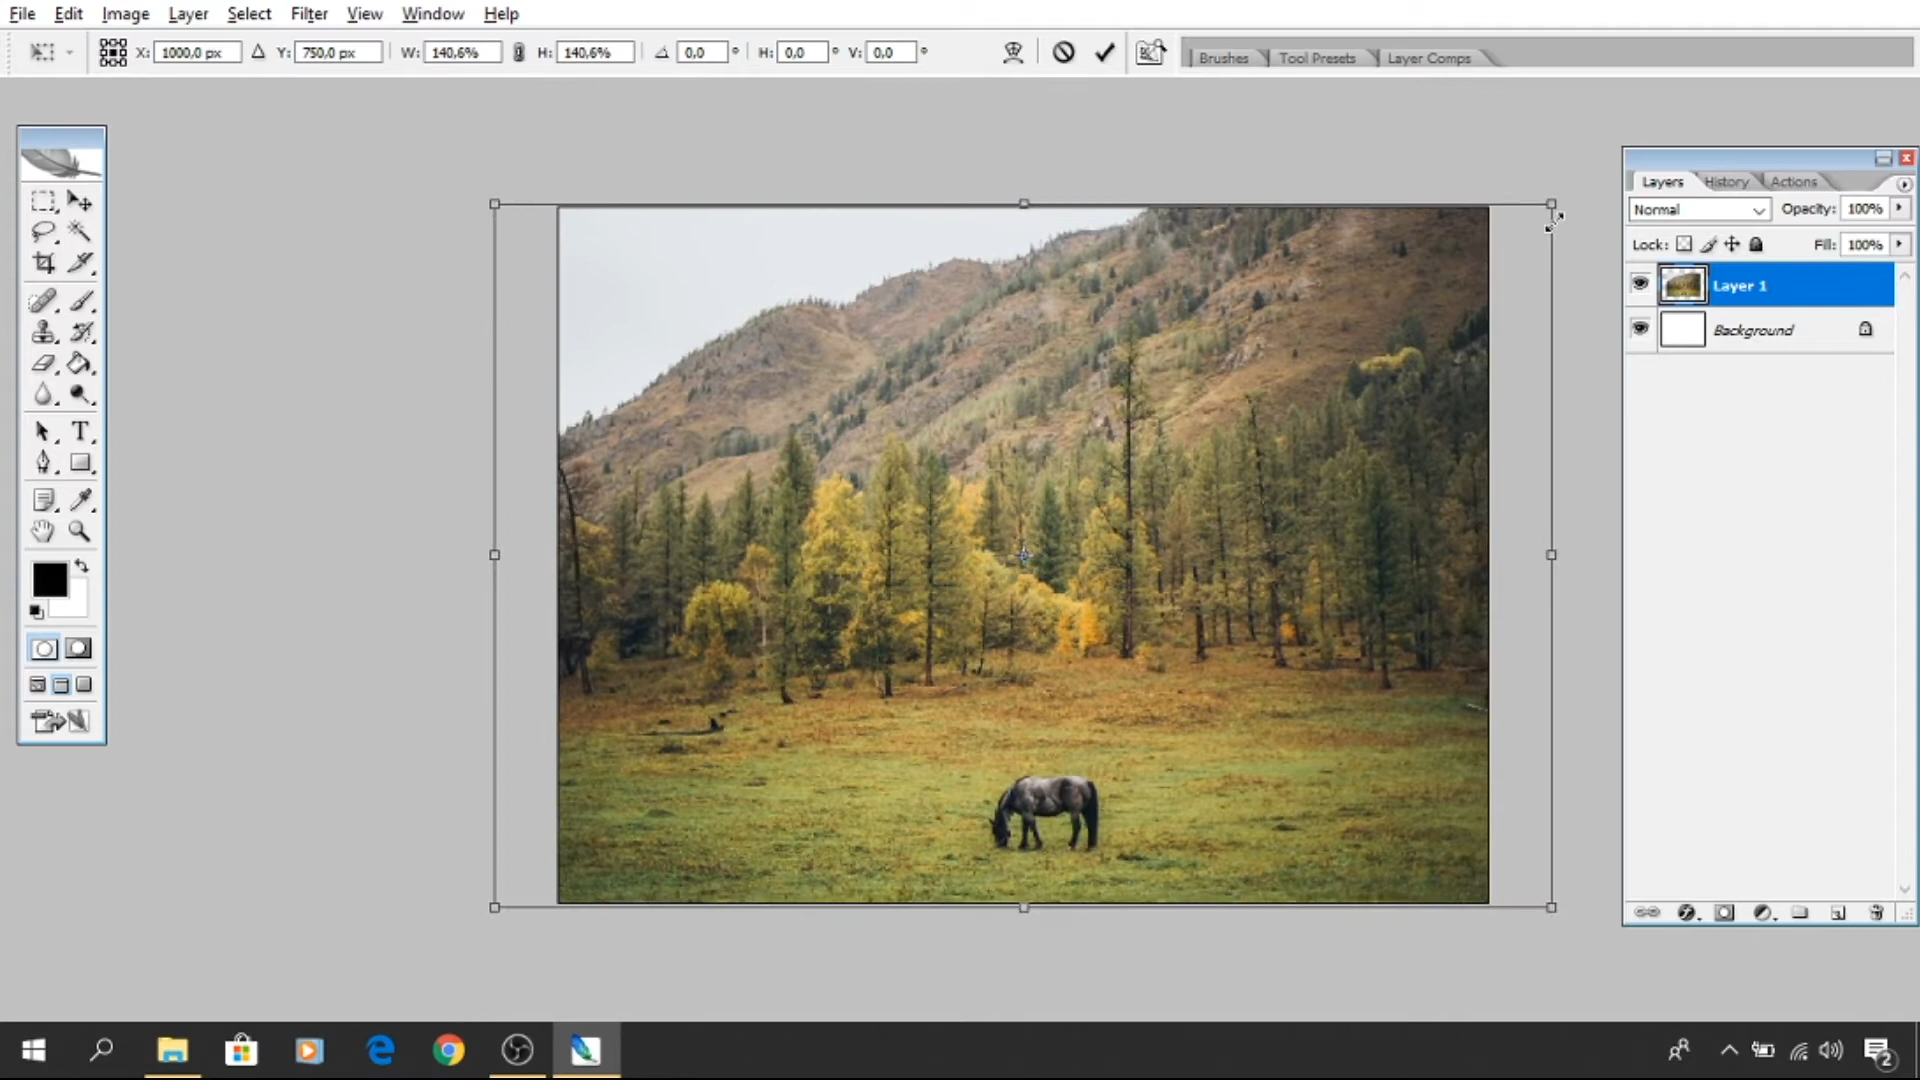 File Edit Image Layer Select Filter View Window Help
X: 1000,0 px Y: 750,0 px W: 140,6% H: 140,6% 0,0 ° H: 0,0 ° V: 0,0 ° Brushes Tool Presets Layer Comps
Layers History Actions
Normal Opacity: 100%
Lock: Fill: 100%
Layer 1
Background
T
2